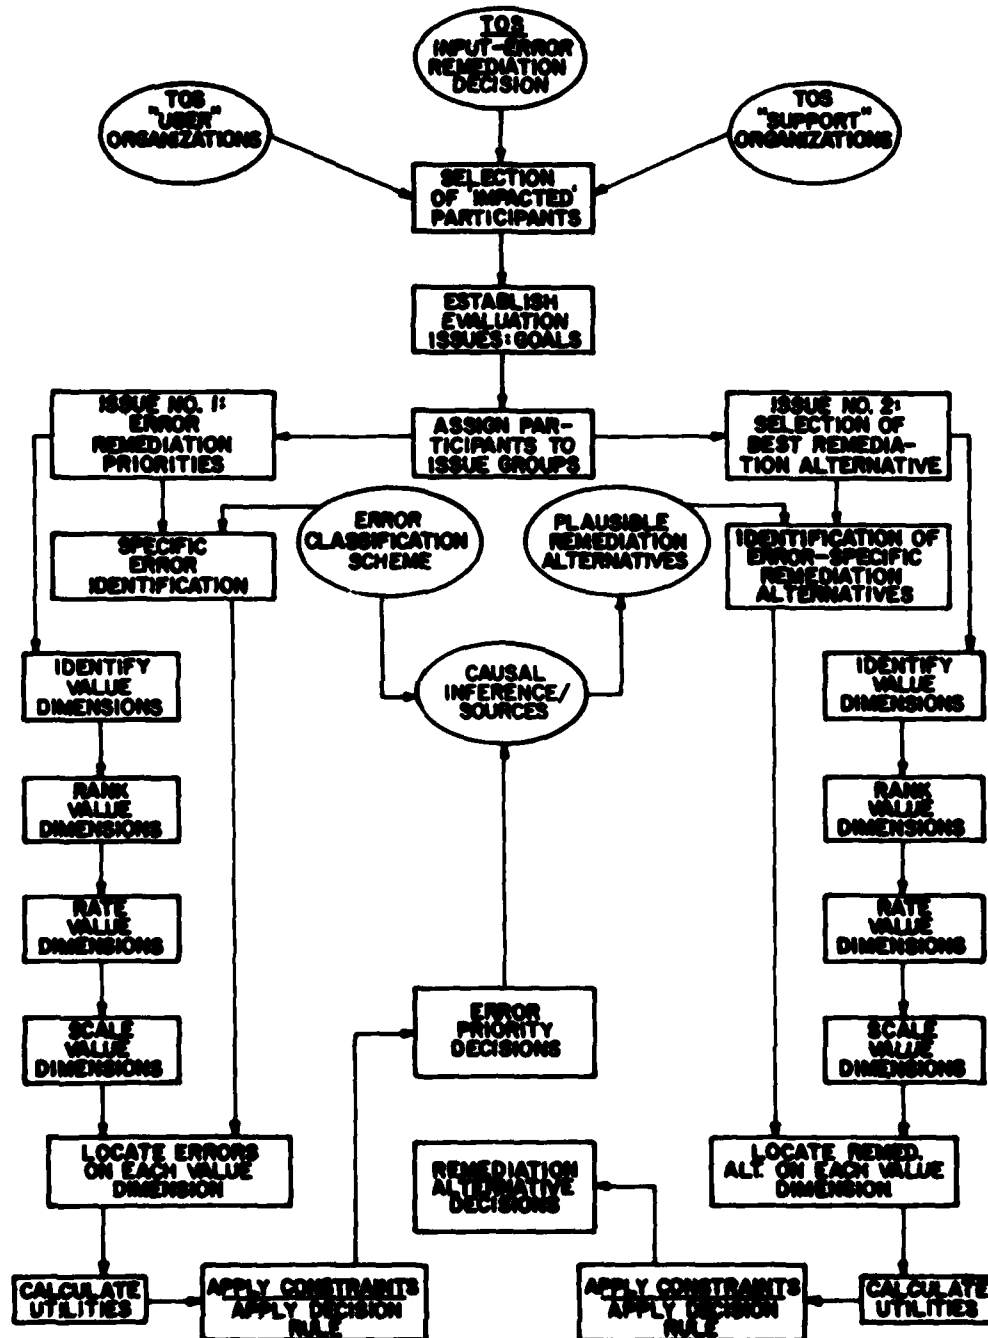 TOS
INPUT-ERROR
REMEDIATION
DECISION
TOS
"USER"
ORGANIZATIONS
TOS
"SUPPORT"
ORGANIZATIONS
SELECTION
OF 'IMPACTED'
PARTICIPANTS
ESTABLISH
EVALUATION
ISSUES:GOALS
ISSUE NO. 1:
ERROR
REMEDIATION
PRIORITIES
ASSIGN PAR-
TICIPANTS TO
ISSUE GROUPS
ISSUE NO. 2:
SELECTION OF
BEST REMEDIA-
TION ALTERNATIVE
SPECIFIC
ERROR
IDENTIFICATION
ERROR
CLASSIFICATION
SCHEME
PLAUSIBLE
REMEDIATION
ALTERNATIVES
IDENTIFICATION OF
ERROR-SPECIFIC
REMEDIATION
ALTERNATIVES
IDENTIFY
VALUE
DIMENSIONS
CAUSAL
INFERENCE/
SOURCES
IDENTIFY
VALUE
DIMENSIONS
RANK
VALUE
DIMENSIONS
RANK
VALUE
DIMENSIONS
RATE
VALUE
DIMENSIONS
RATE
VALUE
DIMENSIONS
SCALE
VALUE
DIMENSIONS
ERROR
PRIORITY
DECISIONS
SCALE
VALUE
DIMENSIONS
LOCATE ERRORS
ON EACH VALUE
DIMENSION
REMEDIATION
ALTERNATIVE
DECISIONS
LOCATE REMED.
ALT. ON EACH VALUE
DIMENSION
CALCULATE
UTILITIES
APPLY CONSTRAINTS
APPLY DECISION
RULE
APPLY CONSTRAINTS
APPLY DECISION
RULE
CALCULATE
UTILITIES